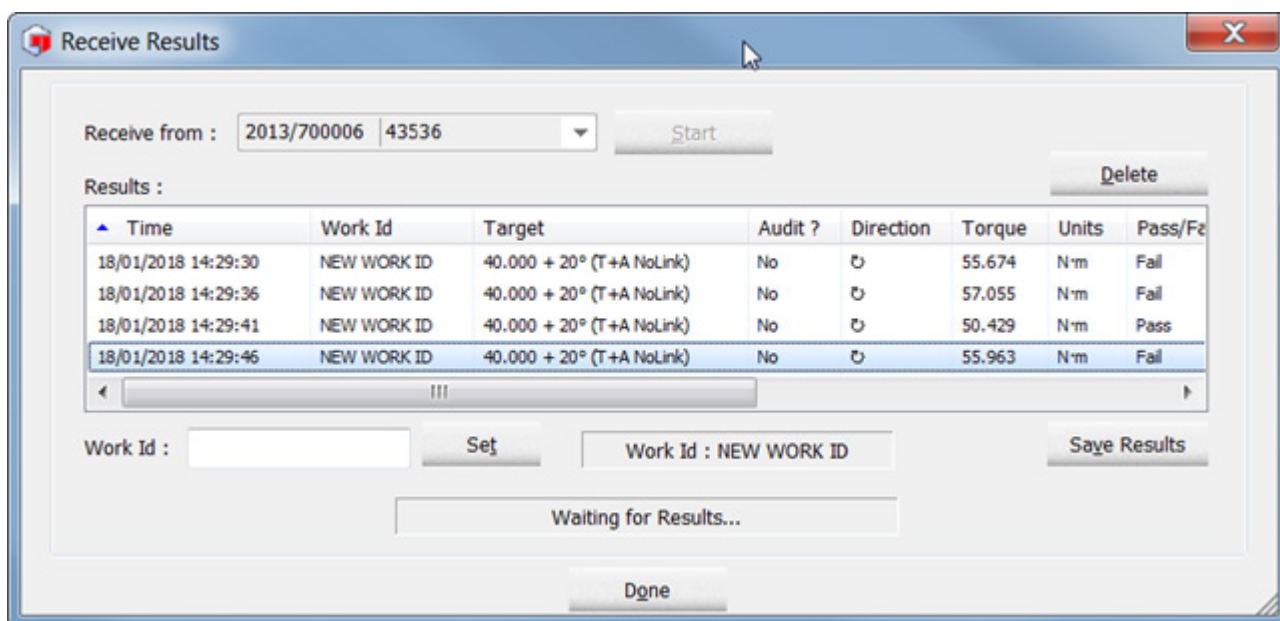 Receive Results
Receive from : 2013/700006 43536 Start
Delete
Results :
Time Work Id Target Audit ? Direction Torque Units Pass/Fa
18/01/2018 14:29:30 NEW WORK ID 40.000 + 20° (T+A NoLink) No ↻ 55.674 N·m Fail
18/01/2018 14:29:36 NEW WORK ID 40.000 + 20° (T+A NoLink) No ↻ 57.055 N·m Fail
18/01/2018 14:29:41 NEW WORK ID 40.000 + 20° (T+A NoLink) No ↻ 50.429 N·m Pass
18/01/2018 14:29:46 NEW WORK ID 40.000 + 20° (T+A NoLink) No ↻ 55.963 N·m Fail
Work Id : Set Work Id : NEW WORK ID Save Results
Waiting for Results...
Done